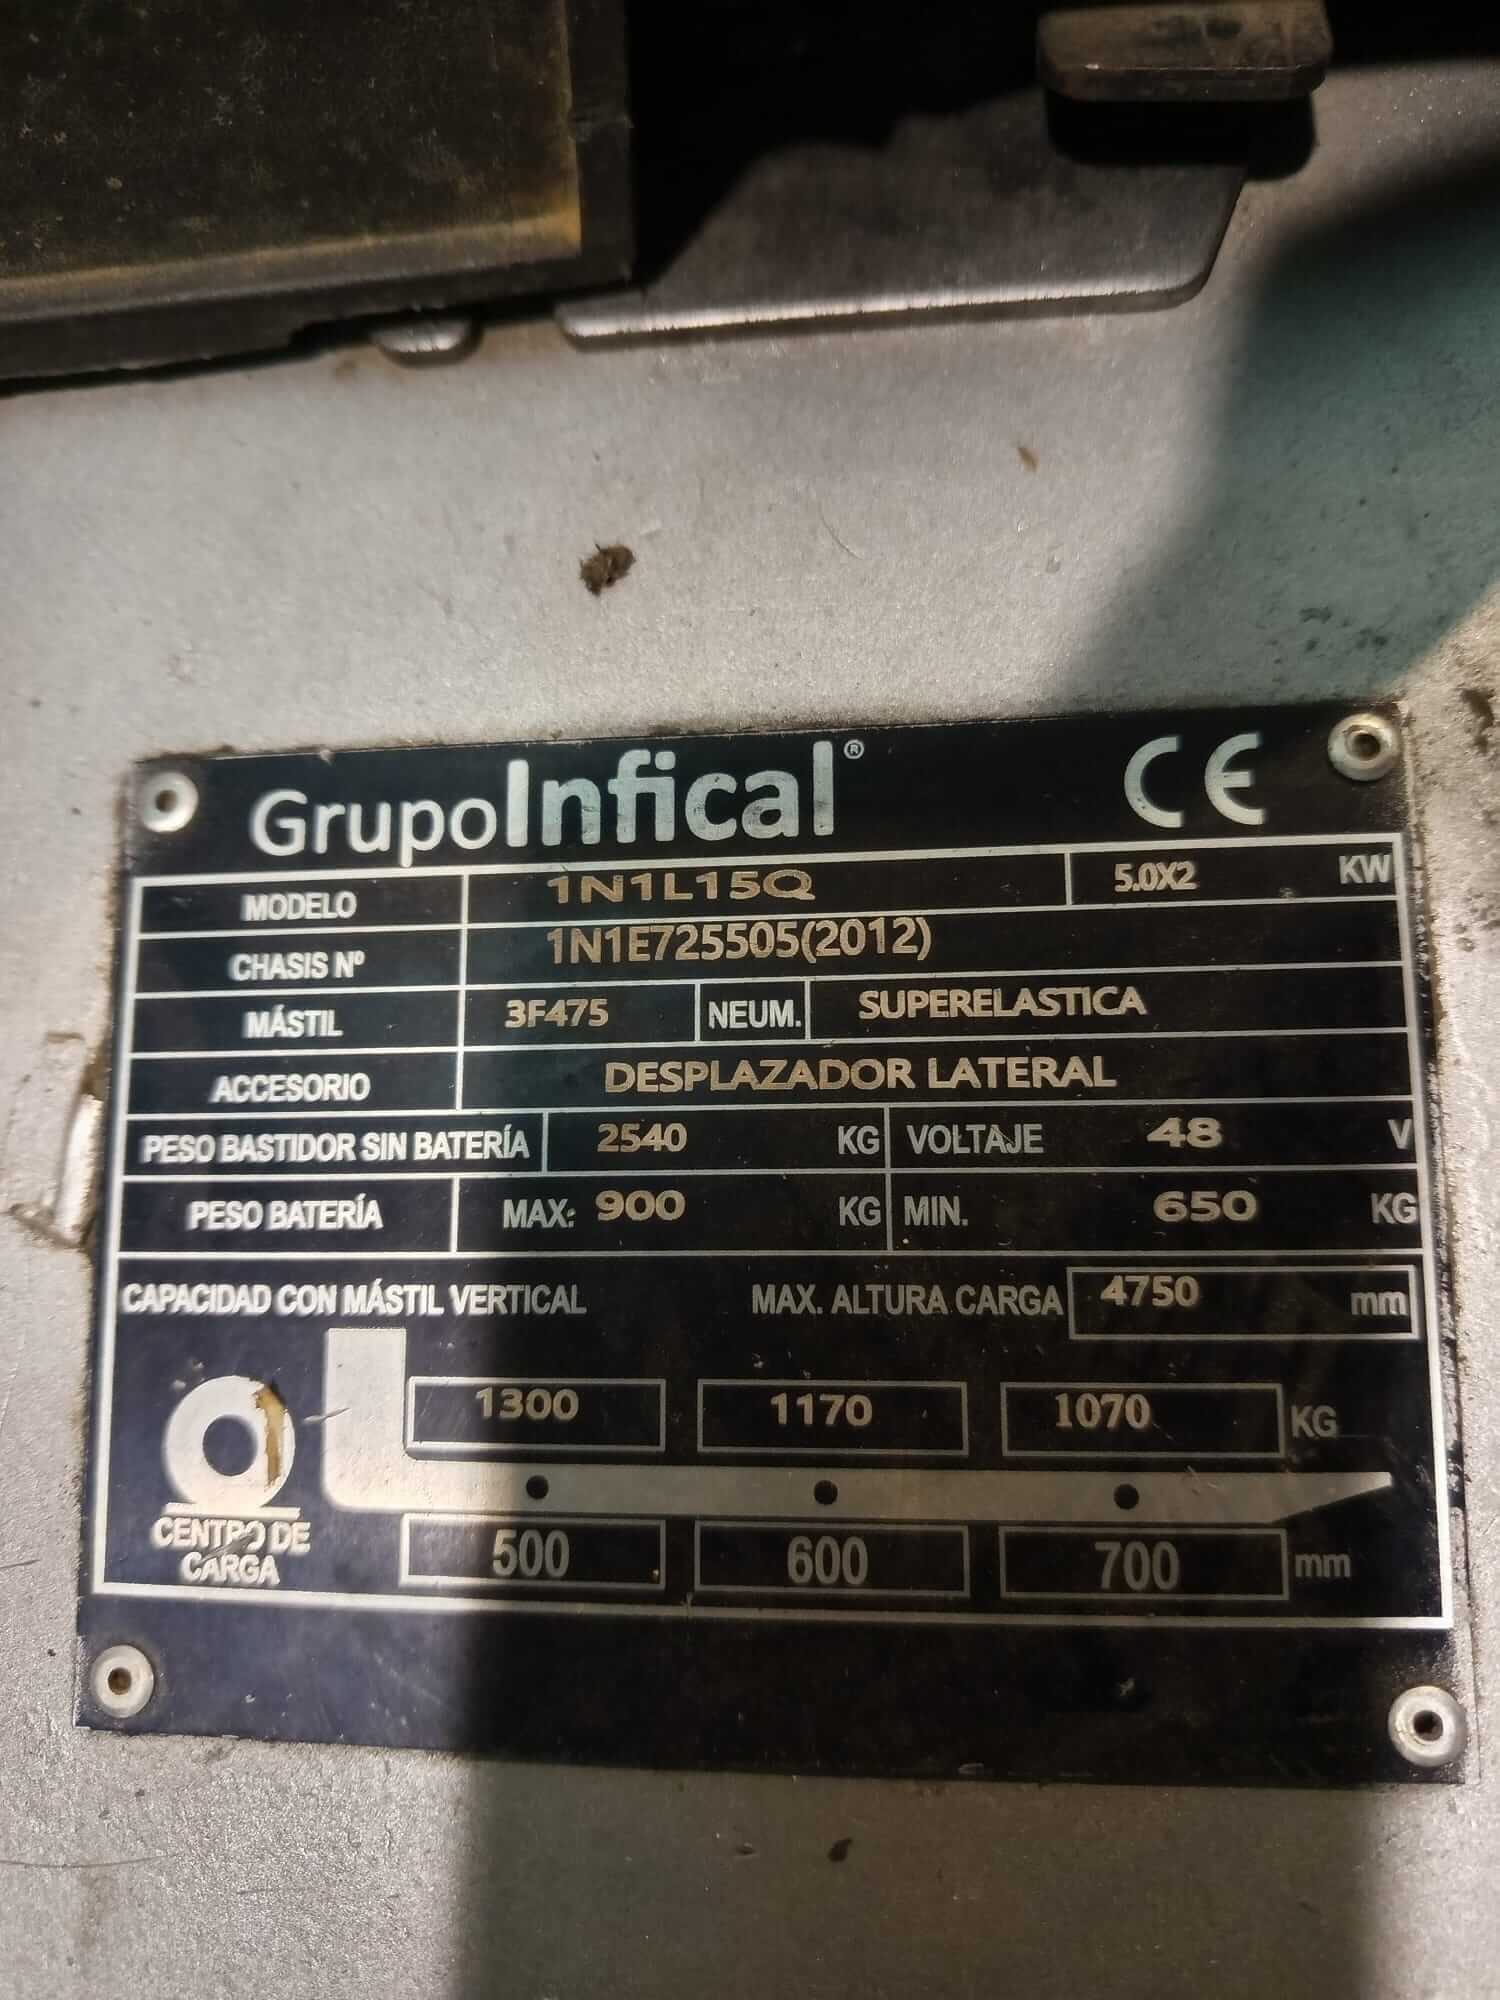 GrupoInfical® CE
MODELO 1N1L15Q 5.0X2 KW
CHASIS Nº 1N1E725505(2012)
MÁSTIL 3F475 NEUM. SUPERELASTICA
ACCESORIO DESPLAZADOR LATERAL
PESO BASTIDOR SIN BATERÍA 2540 KG VOLTAJE 48 V
PESO BATERÍA MAX: 900 KG MIN. 650 KG
CAPACIDAD CON MÁSTIL VERTICAL MAX. ALTURA CARGA 4750 mm
1300 1170 1070 KG
CENTRO DE
CARGA
500 600 700 mm